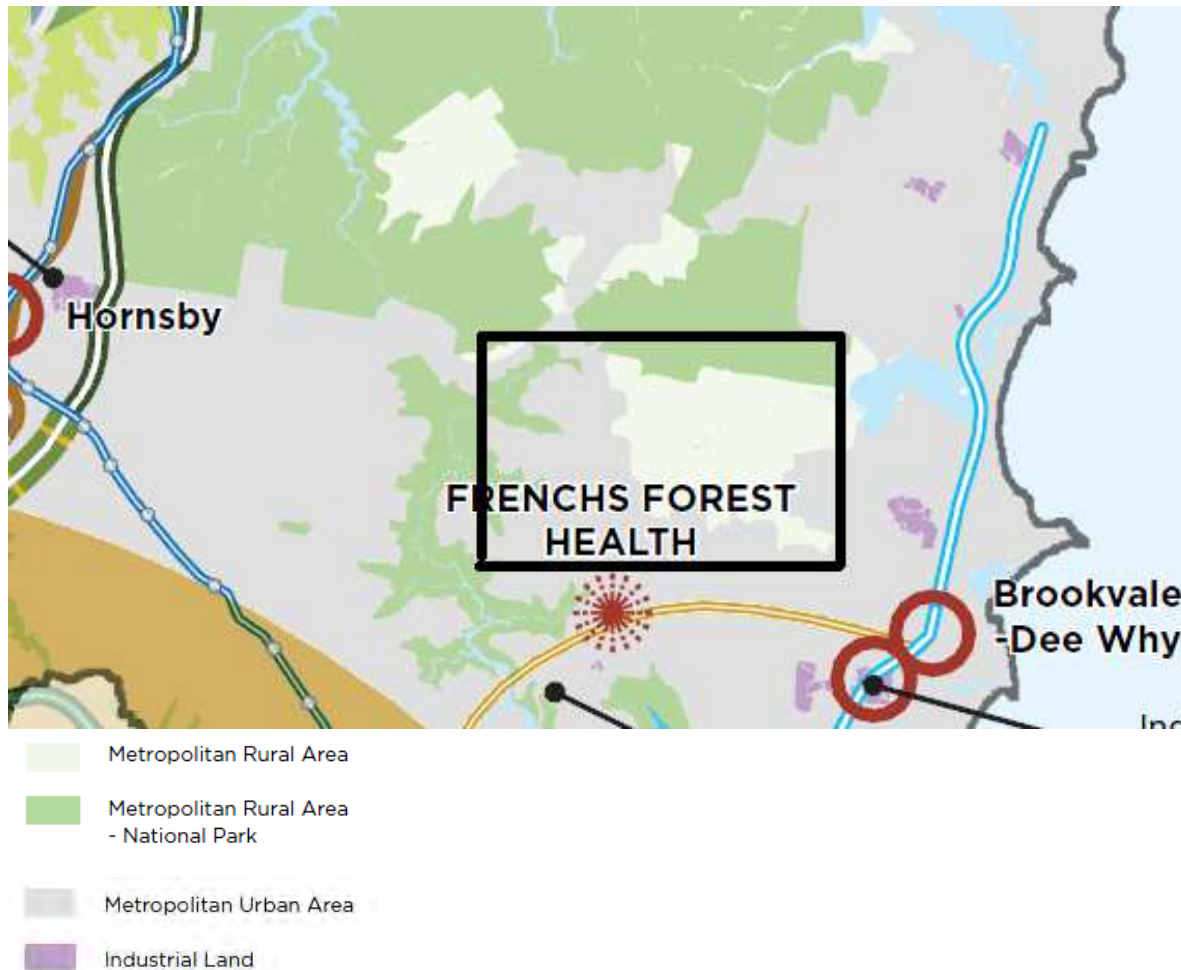 Hornsby
FRENCHS FOREST
HEALTH
Brookvale
-Dee Why
Metropolitan Rural Area
Metropolitan Rural Area
- National Park
Metropolitan Urban Area
Industrial Land